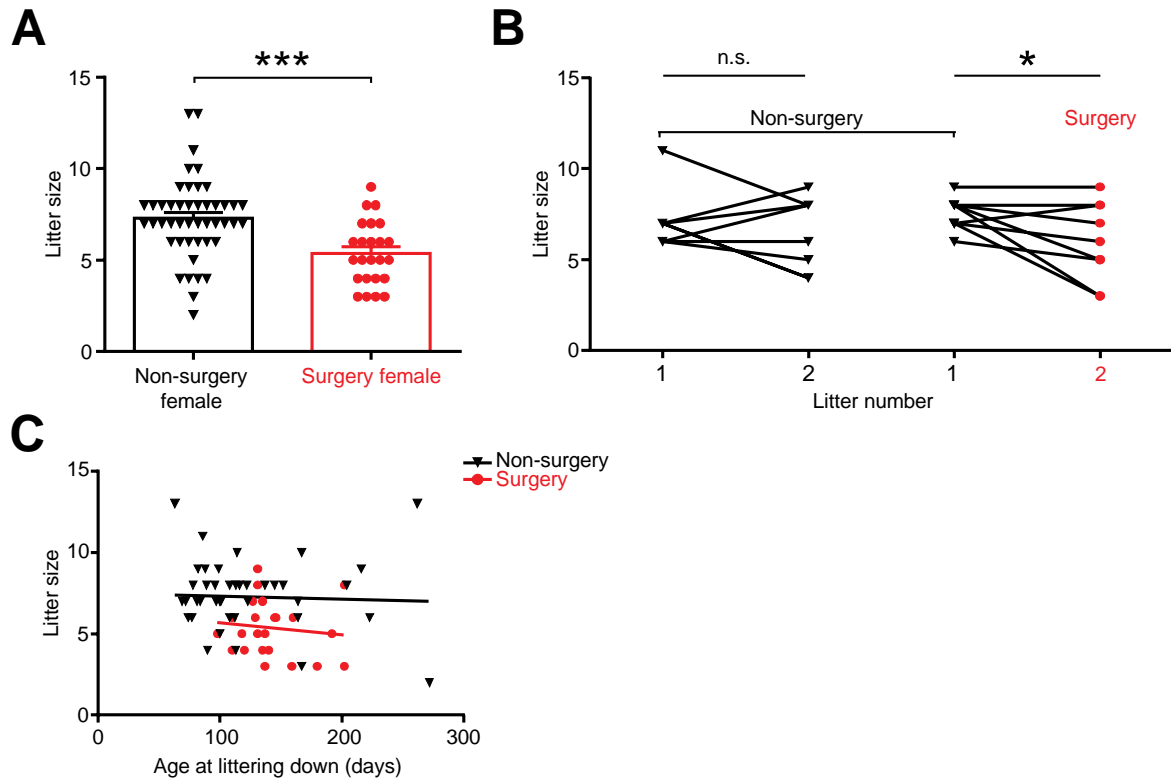 A
***
15
10
5
0
Litter size
Non-surgery
female
Surgery female
B
n.s.
*
Non-surgery
Surgery
15
10
5
0
Litter size
1
2
1
2
Litter number
C
Non-surgery
Surgery
15
10
5
0
Litter size
0
100
200
300
Age at littering down (days)